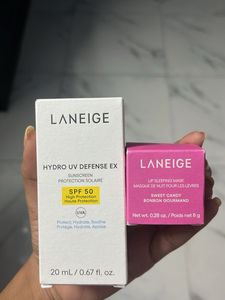 LANEIGE
HYDRO UV DEFENSE EX
SUNSCREEN
PROTECTION SOLAIRE
SPF 50
High Protection
Haute Protection
UVA
Protect, Hydrate, Soothe
Protège, Hydrate, Apaise
20 mL / 0.67 fl. oz.
LANEIGE
LIP SLEEPING MASK
MASQUE DE NUIT POUR LES LÈVRES
SWEET CANDY
BONBON GOURMAND
Net wt. 0.28 oz. / Poids net 8 g